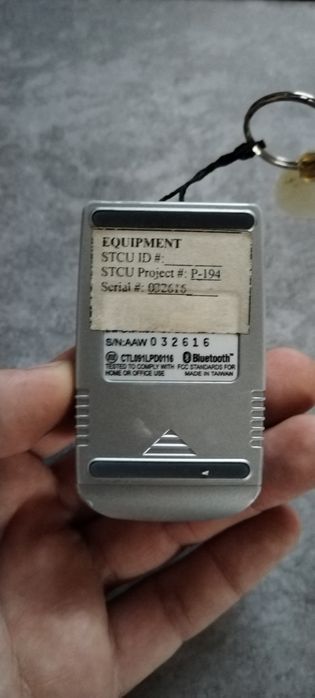 EQUIPMENT
STCU ID #:
STCU Project #: P-194
Serial #: 032616
S/N:AAW 032616
CTL091LPD0116 Bluetooth™
TESTED TO COMPLY WITH FCC STANDARDS FOR
HOME OR OFFICE USE MADE IN TAIWAN